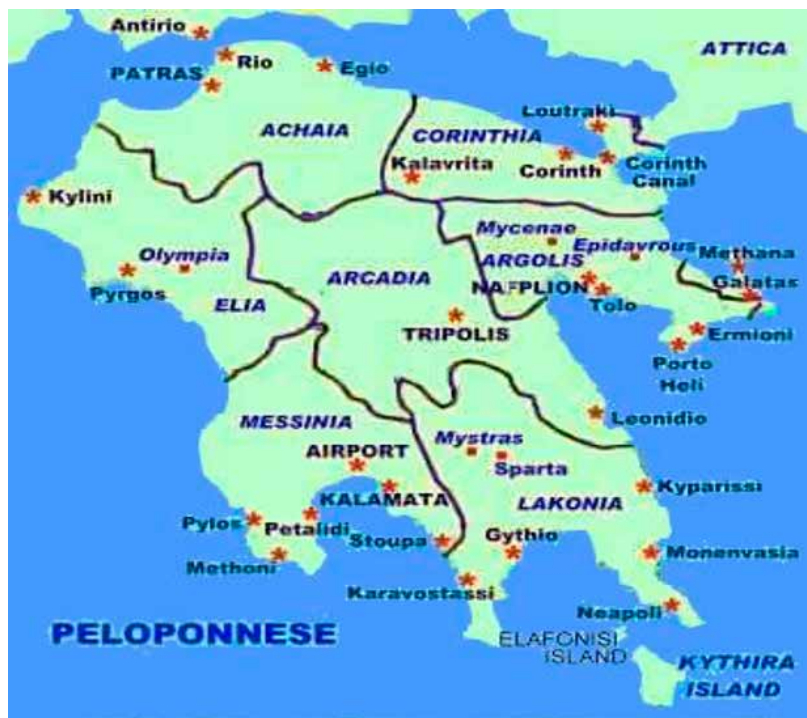 Antirio
ATTICA
Rio
Egio
PATRAS
Loutraki
ACHAIA
CORINTHIA
Kalavrita
Corinth
Corinth
Canal
Kylini
Mycenae
Epidavrous
Olympia
Methana
ARGOLIS
Pyrgos
ARCADIA
NAFPLION
Galatas
Tolo
ELIA
TRIPOLIS
Ermioni
Porto
Heli
MESSINIA
Leonidio
Mystras
AIRPORT
Sparta
Kyparissi
KALAMATA
LAKONIA
Pylos
Petalidi
Stoupa
Gythio
Methoni
Monenvasia
Karavostassi
Neapoli
PELOPONNESE
ELAFONISI
ISLAND
KYTHIRA
ISLAND